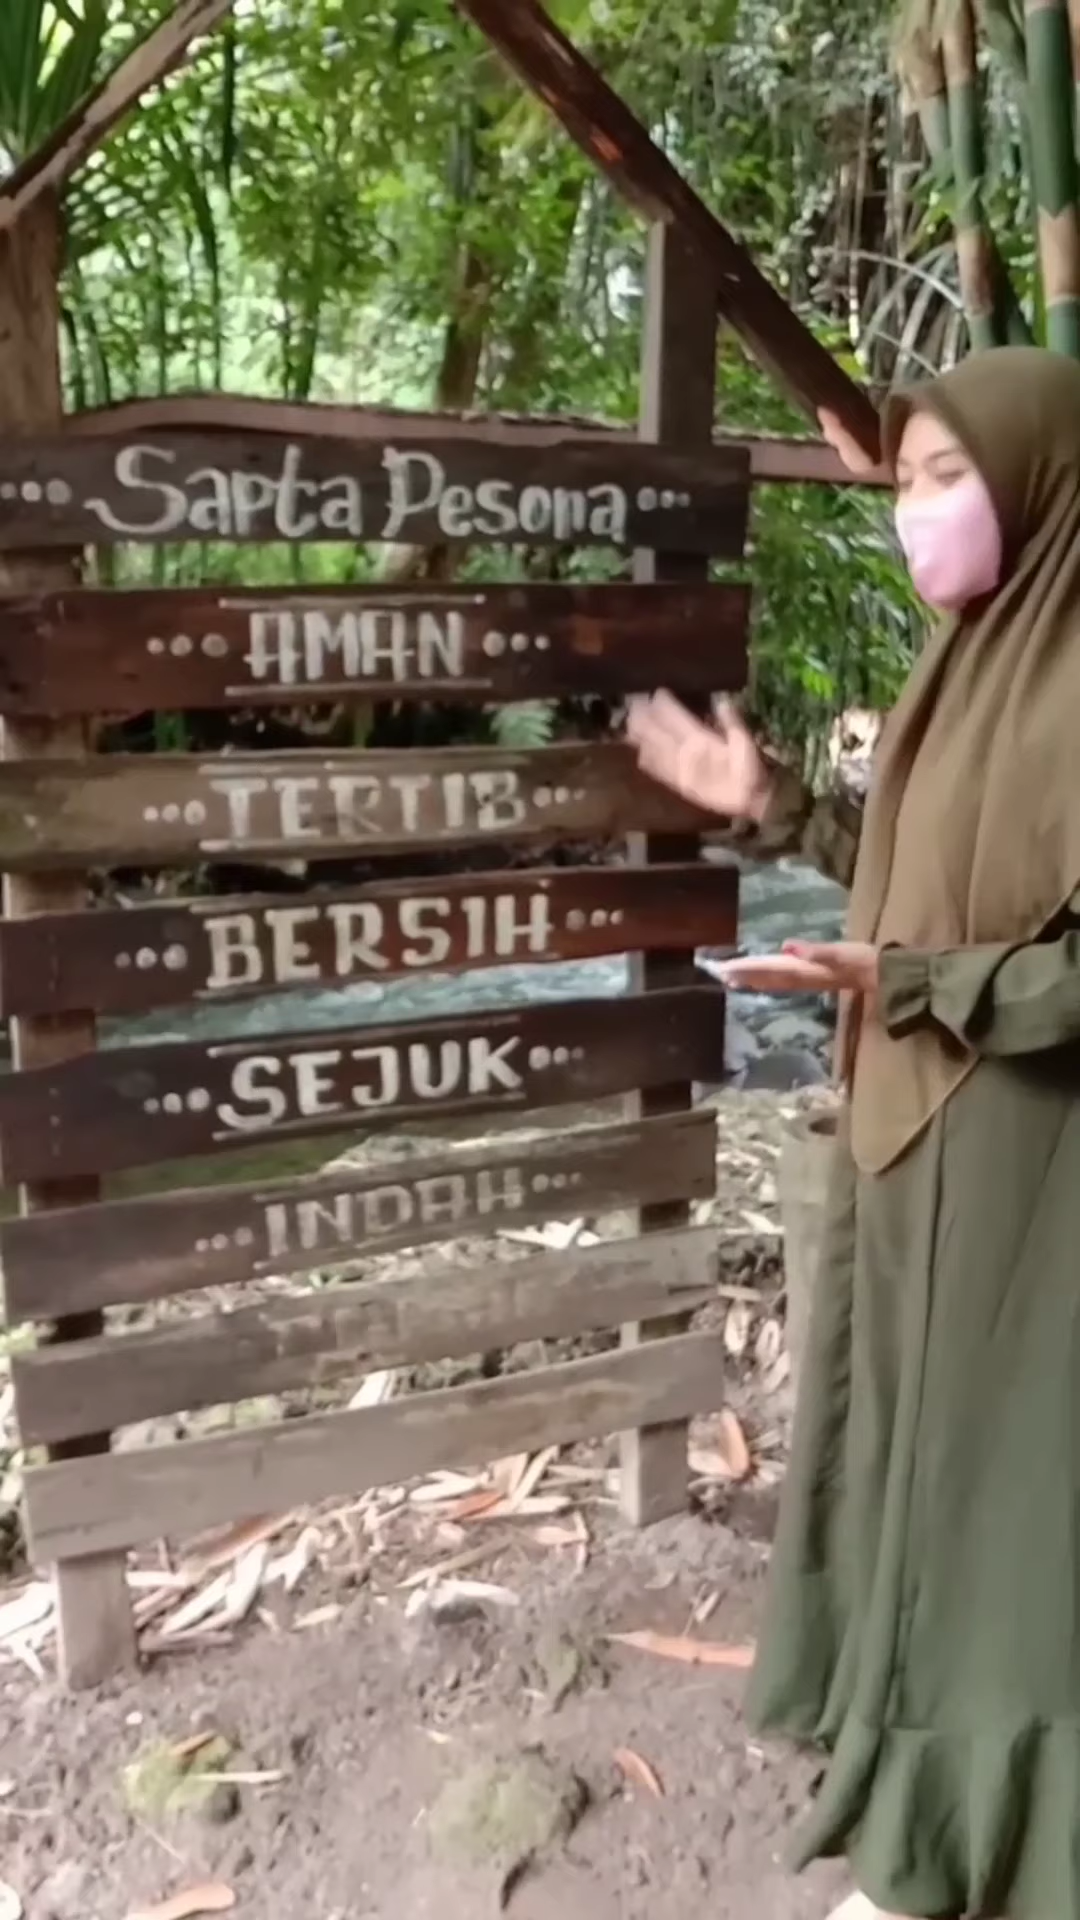 ... Sapta Pesona ...
... AMAN ...
... TERTIB ...
... BERSIH ...
... SEJUK ...
... INDAH ...